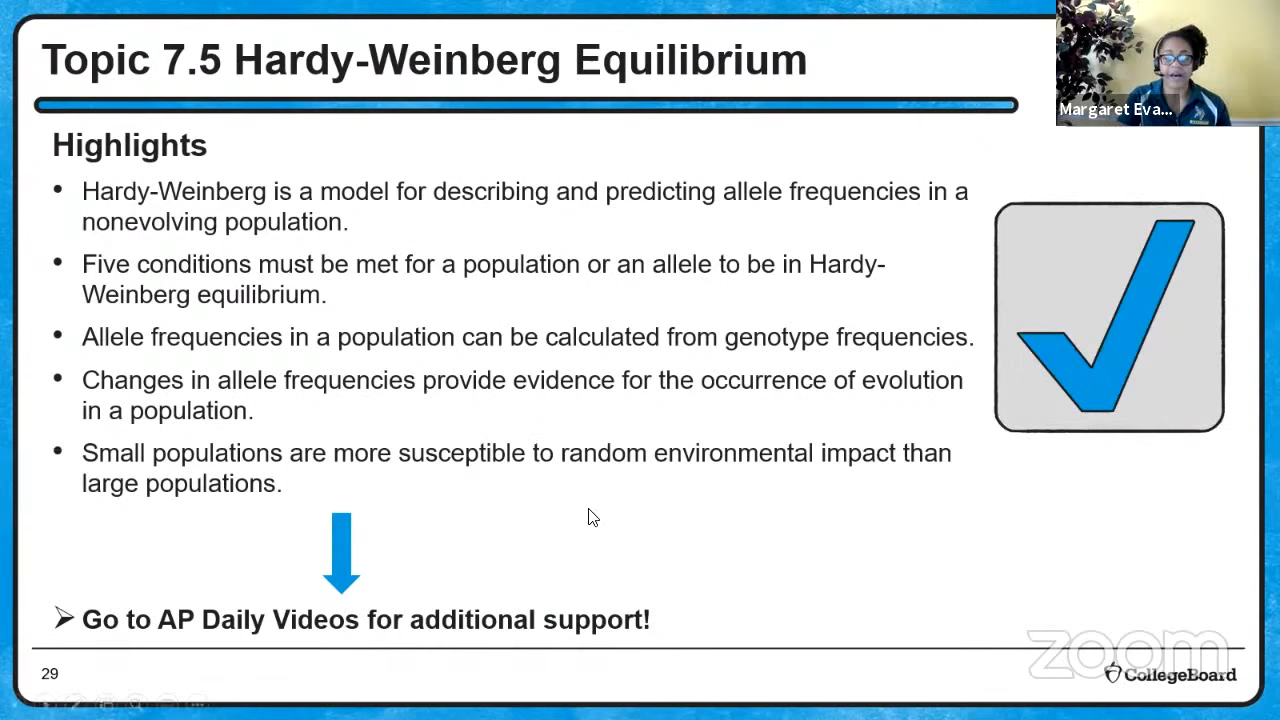 Topic 7.5 Hardy-Weinberg Equilibrium
Margaret Eva...
Highlights
• Hardy-Weinberg is a model for describing and predicting allele frequencies in a
nonevolving population.
• Five conditions must be met for a population or an allele to be in Hardy-
Weinberg equilibrium.
• Allele frequencies in a population can be calculated from genotype frequencies.
• Changes in allele frequencies provide evidence for the occurrence of evolution
in a population.
• Small populations are more susceptible to random environmental impact than
large populations.
➢ Go to AP Daily Videos for additional support!
zoom
29
CollegeBoard